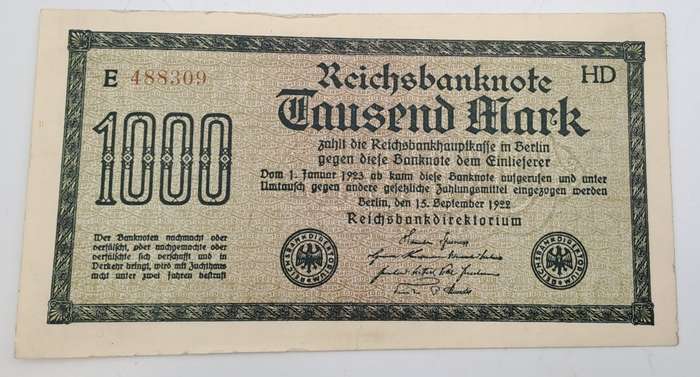 E 488309
HD
Reichsbanknote
Tausend Mark
1000
zahlt die Reichsbankhauptkasse in Berlin
gegen diese Banknote dem Einlieferer
Vom 1. Januar 1923 ab kann diese Banknote aufgerufen und unter
Umtausch gegen andere gesetzliche Zahlungsmittel eingezogen werden
Berlin, den 15. September 1922
Reichsbankdirektorium
Wer Banknoten nachmacht oder
verfälscht, oder nachgemachte oder
verfälschte sich verschafft und in
Verkehr bringt, wird mit Zuchthaus
nicht unter zwei Jahren bestraft
REICHSBANKDIREKTORIUM
REICHSBANKDIREKTORIUM